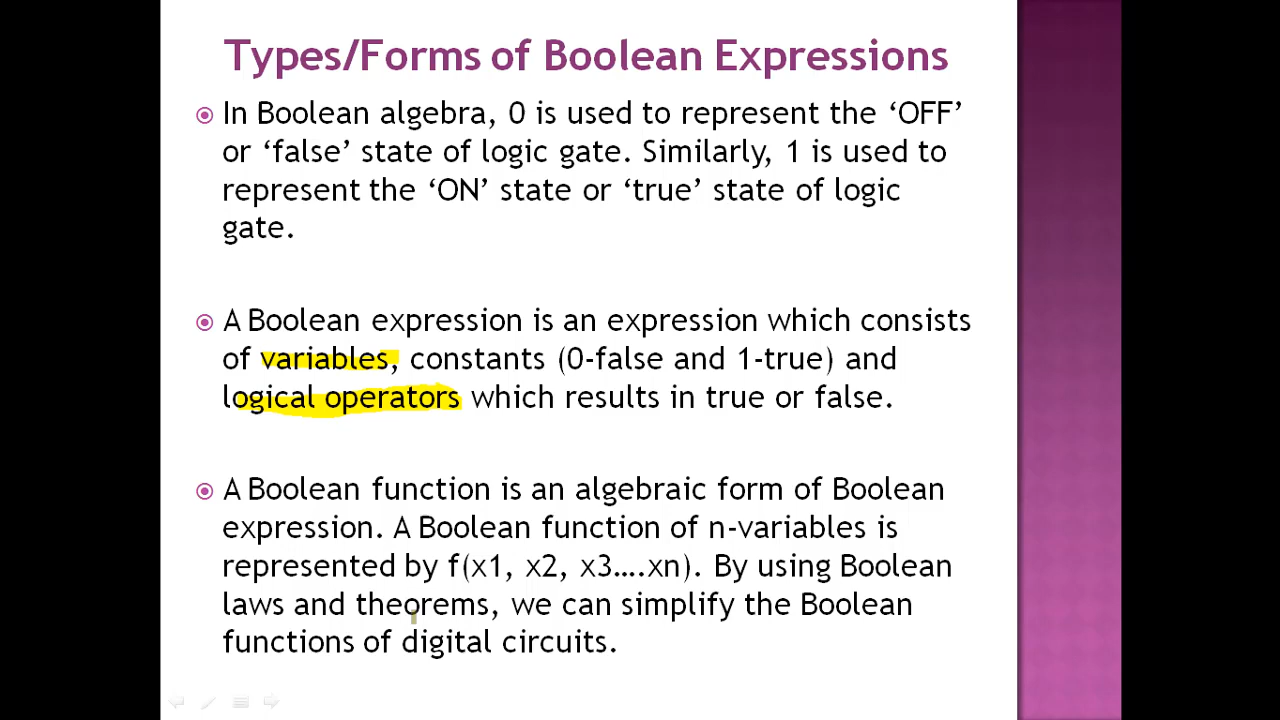 Types/Forms of Boolean Expressions
In Boolean algebra, 0 is used to represent the ‘OFF’
or ‘false’ state of logic gate. Similarly, 1 is used to
represent the ‘ON’ state or ‘true’ state of logic
gate.
A Boolean expression is an expression which consists
of variables, constants (0-false and 1-true) and
logical operators which results in true or false.
A Boolean function is an algebraic form of Boolean
expression. A Boolean function of n-variables is
represented by f(x1, x2, x3….xn). By using Boolean
laws and theorems, we can simplify the Boolean
functions of digital circuits.